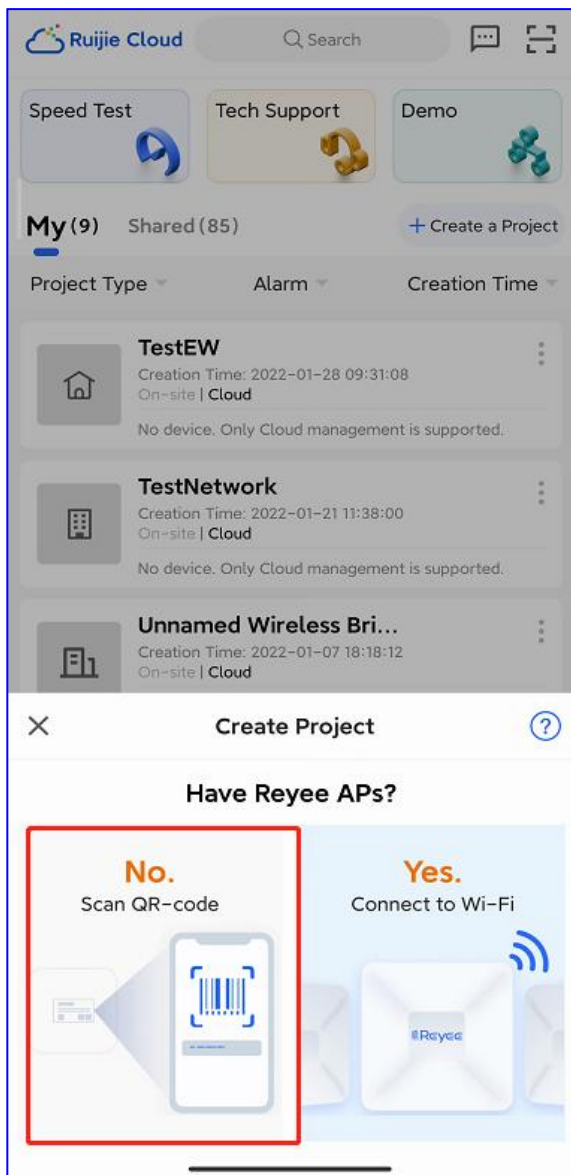 Ruijie Cloud
Search
Speed Test
Tech Support
Demo
My (9)
Shared (85)
+ Create a Project
Project Type
Alarm
Creation Time
TestEW
Creation Time: 2022-01-28 09:31:08
On-site | Cloud
No device. Only Cloud management is supported.
TestNetwork
Creation Time: 2022-01-21 11:38:00
On-site | Cloud
No device. Only Cloud management is supported.
Unnamed Wireless Bri...
Creation Time: 2022-01-07 18:18:12
On-site | Cloud
Create Project
?
Have Reyee APs?
No.
Scan QR-code
Yes.
Connect to Wi-Fi
Reyee